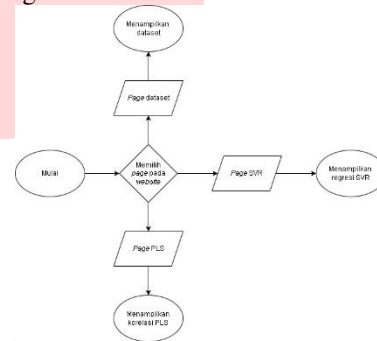 Menampilkan
dataset
Page dataset
Mulai
Memilih
page pada
website
Page SVR
Menampilkan
regresi SVR
Page PLS
Menampilkan
korelasi PLS